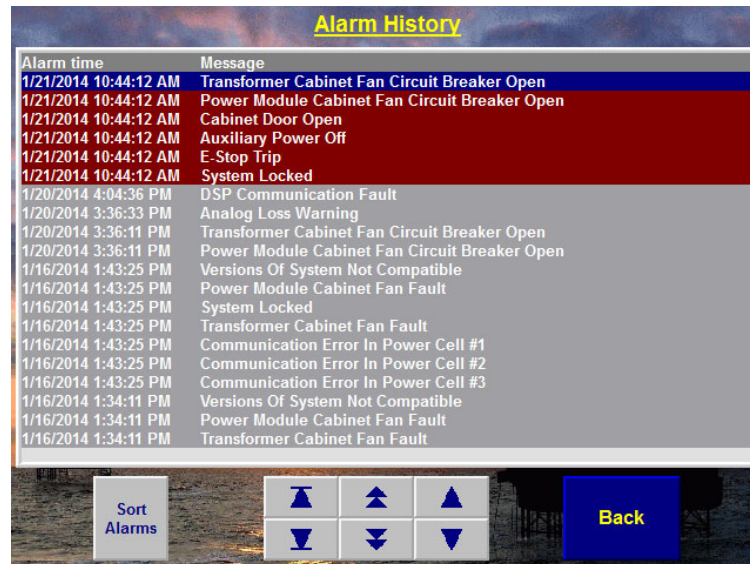 Alarm History
Alarm time Message
1/21/2014 10:44:12 AM Transformer Cabinet Fan Circuit Breaker Open
1/21/2014 10:44:12 AM Power Module Cabinet Fan Circuit Breaker Open
1/21/2014 10:44:12 AM Cabinet Door Open
1/21/2014 10:44:12 AM Auxiliary Power Off
1/21/2014 10:44:12 AM E-Stop Trip
1/21/2014 10:44:12 AM System Locked
1/20/2014 4:04:36 PM DSP Communication Fault
1/20/2014 3:36:33 PM Analog Loss Warning
1/20/2014 3:36:11 PM Transformer Cabinet Fan Circuit Breaker Open
1/20/2014 3:36:11 PM Power Module Cabinet Fan Circuit Breaker Open
1/16/2014 1:43:25 PM Versions Of System Not Compatible
1/16/2014 1:43:25 PM Power Module Cabinet Fan Fault
1/16/2014 1:43:25 PM System Locked
1/16/2014 1:43:25 PM Transformer Cabinet Fan Fault
1/16/2014 1:43:25 PM Communication Error In Power Cell #1
1/16/2014 1:43:25 PM Communication Error In Power Cell #2
1/16/2014 1:43:25 PM Communication Error In Power Cell #3
1/16/2014 1:34:11 PM Versions Of System Not Compatible
1/16/2014 1:34:11 PM Power Module Cabinet Fan Fault
1/16/2014 1:34:11 PM Transformer Cabinet Fan Fault
Sort
Alarms
Back